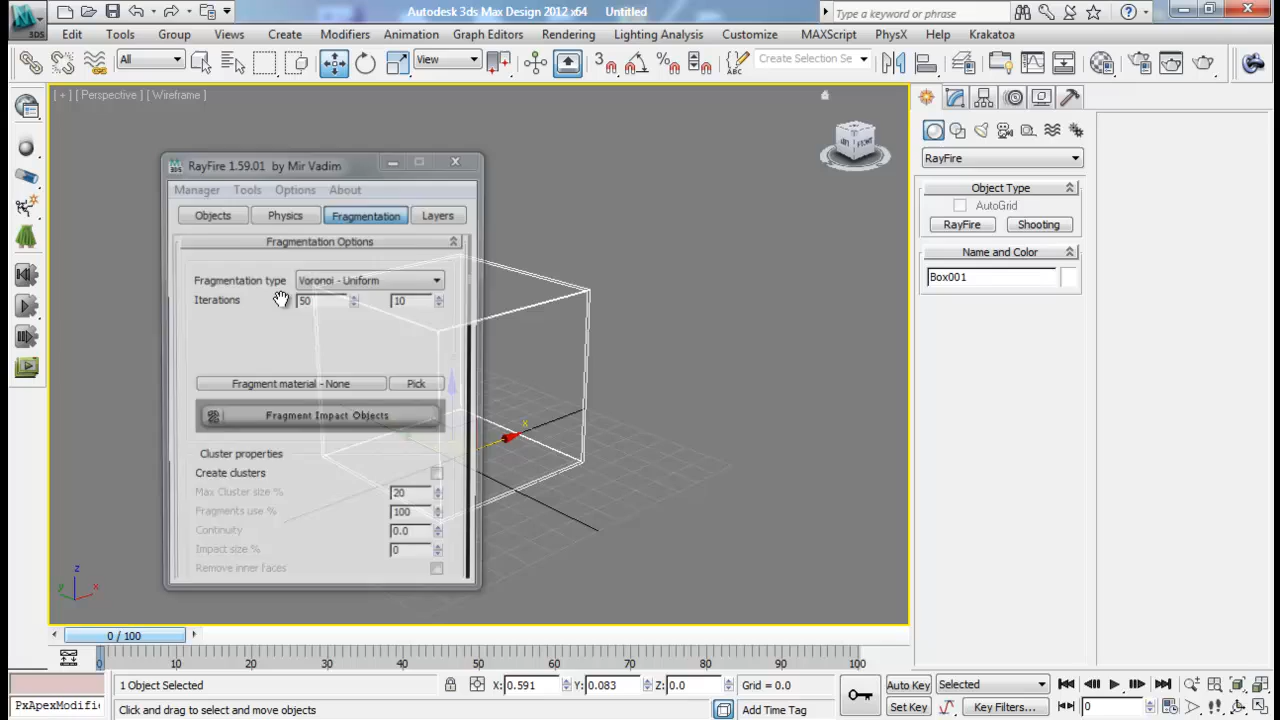 Autodesk 3ds Max Design 2012 x64 Untitled
Type a keyword or phrase
3DS
Edit Tools Group Views Create Modifiers Animation Graph Editors Rendering Lighting Analysis Customize MAXScript PhysX Help Krakatoa
All View 3 Create Selection Se
[ + ] [ Perspective ] [ Wireframe ]
FRONT
RayFire 1.59.01 by Mir Vadim
Manager Tools Options About
Objects Physics Fragmentation Layers
Fragmentation Options
Fragmentation type Voronoi - Uniform
Iterations 50 10
Fragment material - None Pick
Fragment Impact Objects
Cluster properties
Create clusters
Max Cluster size % 20
Fragments use % 100
Continuity 0.0
Impact size % 0
Remove inner faces
x
z
y x
RayFire
Object Type
AutoGrid
RayFire Shooting
Name and Color
Box001
0 / 100
0 10 20 30 40 50 60 70 80 90 100
1 Object Selected X: 0.591 Y: 0.083 Z: 0.0 Grid = 0.0 Auto Key Selected
PxApexModifi Click and drag to select and move objects Add Time Tag Set Key Key Filters... 0